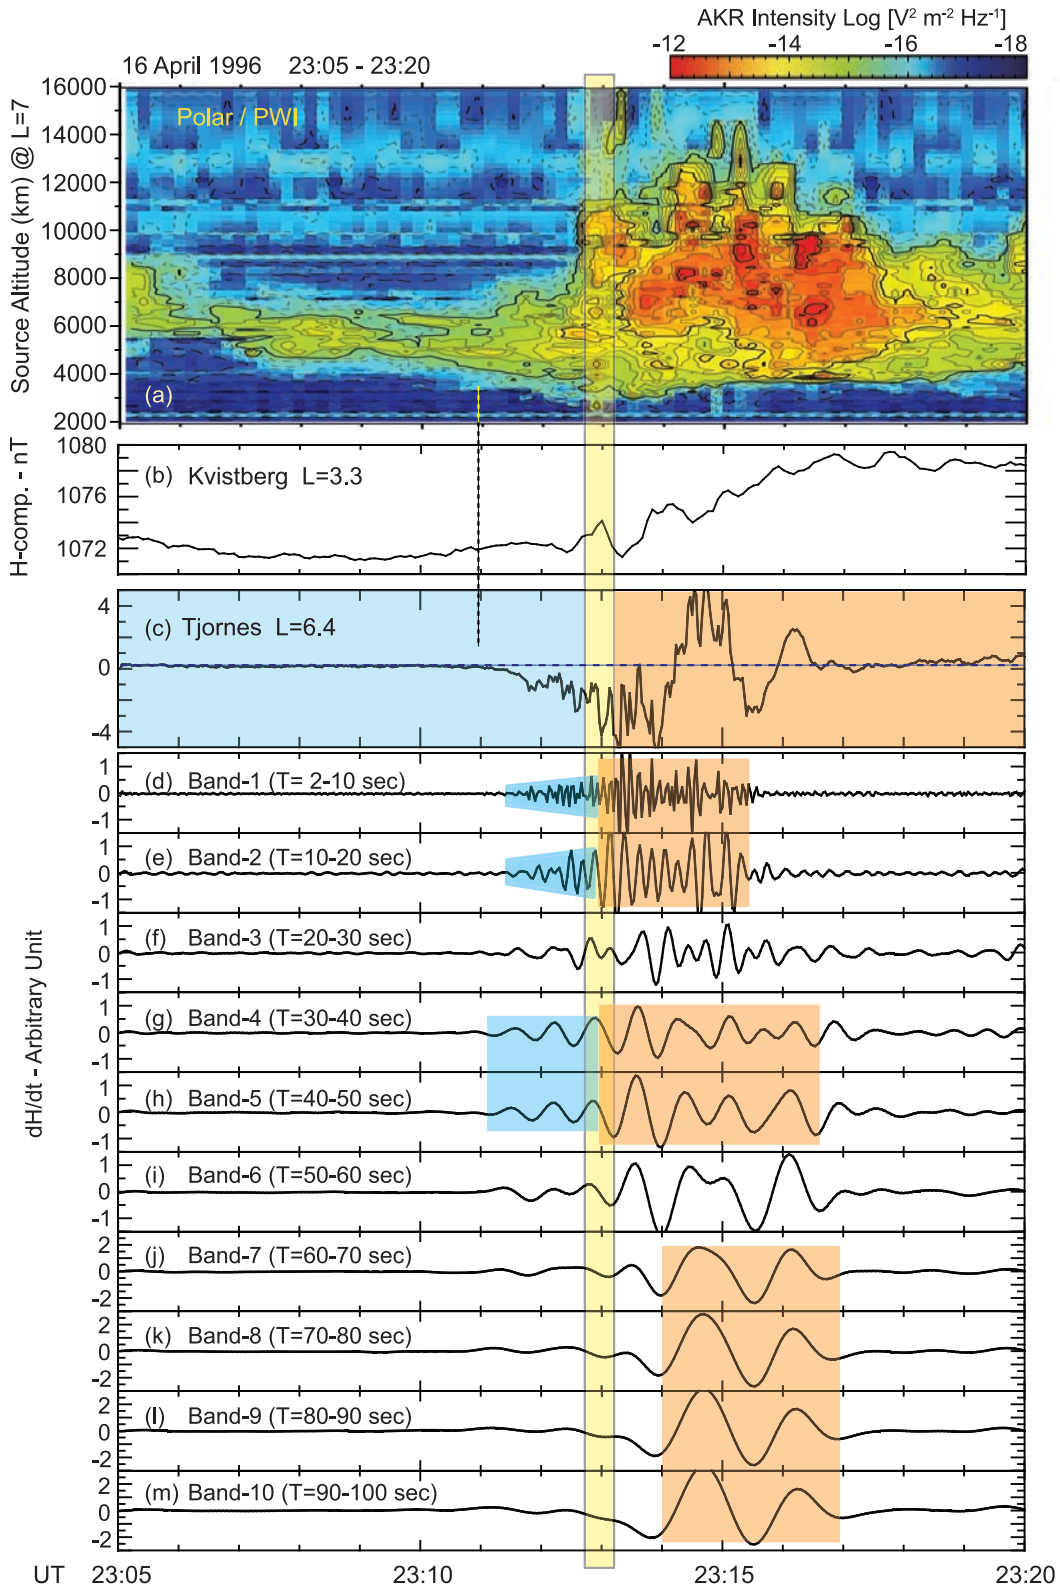 AKR Intensity Log [V² m⁻² Hz⁻¹]
-12 -14 -16 -18
16 April 1996 23:05 - 23:20
Polar / PWI
Source Altitude (km) @ L=7
16000
14000
12000
10000
8000
6000
4000
2000
(a)
H-comp. - nT
1080
1076
1072
(b) Kvistberg L=3.3
(c) Tjornes L=6.4
4
0
-4
dH/dt - Arbitrary Unit
(d) Band-1 (T= 2-10 sec)
1
0
-1
(e) Band-2 (T=10-20 sec)
1
0
-1
(f) Band-3 (T=20-30 sec)
1
0
-1
(g) Band-4 (T=30-40 sec)
1
0
-1
(h) Band-5 (T=40-50 sec)
1
0
-1
(i) Band-6 (T=50-60 sec)
1
0
-1
(j) Band-7 (T=60-70 sec)
2
0
-2
(k) Band-8 (T=70-80 sec)
2
0
-2
(l) Band-9 (T=80-90 sec)
2
0
-2
(m) Band-10 (T=90-100 sec)
2
0
-2
UT 23:05 23:10 23:15 23:20